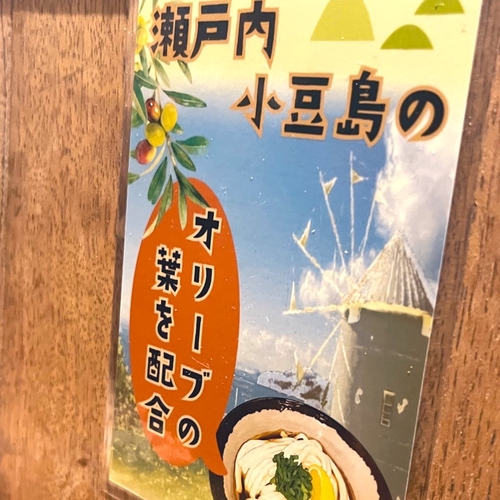 瀬戸内
小豆島の
オリーブの
葉を配合